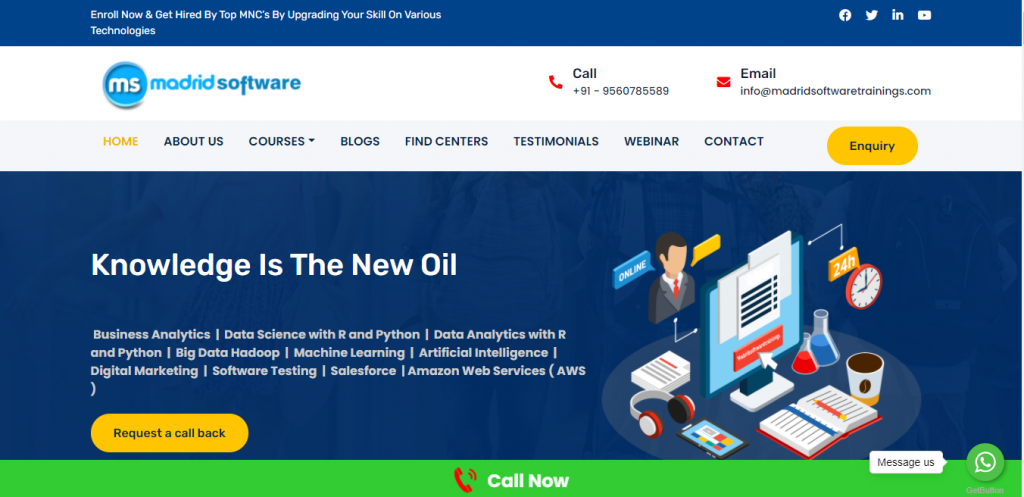 Enroll Now & Get Hired By Top MNC's By Upgrading Your Skill On Various
Technologies
ms madrid software
Call
+91 - 9560785589
Email
info@madridsoftwaretrainings.com
HOME
ABOUT US
COURSES
BLOGS
FIND CENTERS
TESTIMONIALS
WEBINAR
CONTACT
Enquiry
Knowledge Is The New Oil
Business Analytics | Data Science with R and Python | Data Analytics with R
and Python | Big Data Hadoop | Machine Learning | Artificial Intelligence |
Digital Marketing | Software Testing | Salesforce | Amazon Web Services ( AWS
)
Request a call back
ONLINE
24h
Call Now
Message us
GetButton